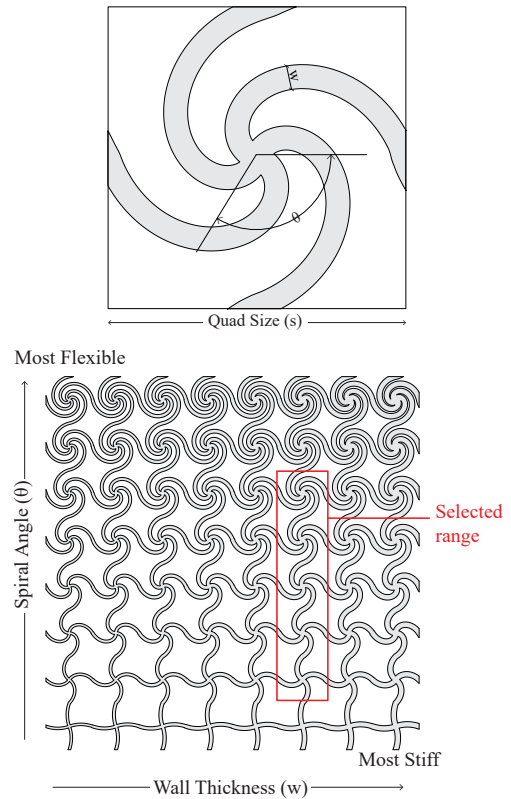 w
θ
Quad Size (s)
Most Flexible
Spiral Angle (θ)
Selected
range
Most Stiff
Wall Thickness (w)